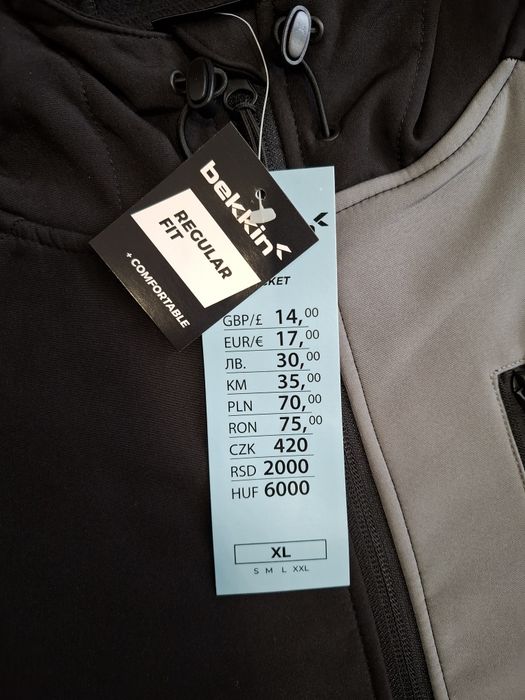 bekkin
REGULAR
FIT
+ COMFORTABLE
GBP/£ 14,00
EUR/€ 17,00
ЛВ. 30,00
KM 35,00
PLN 70,00
RON 75,00
CZK 420
RSD 2000
HUF 6000
XL
S M L XXL